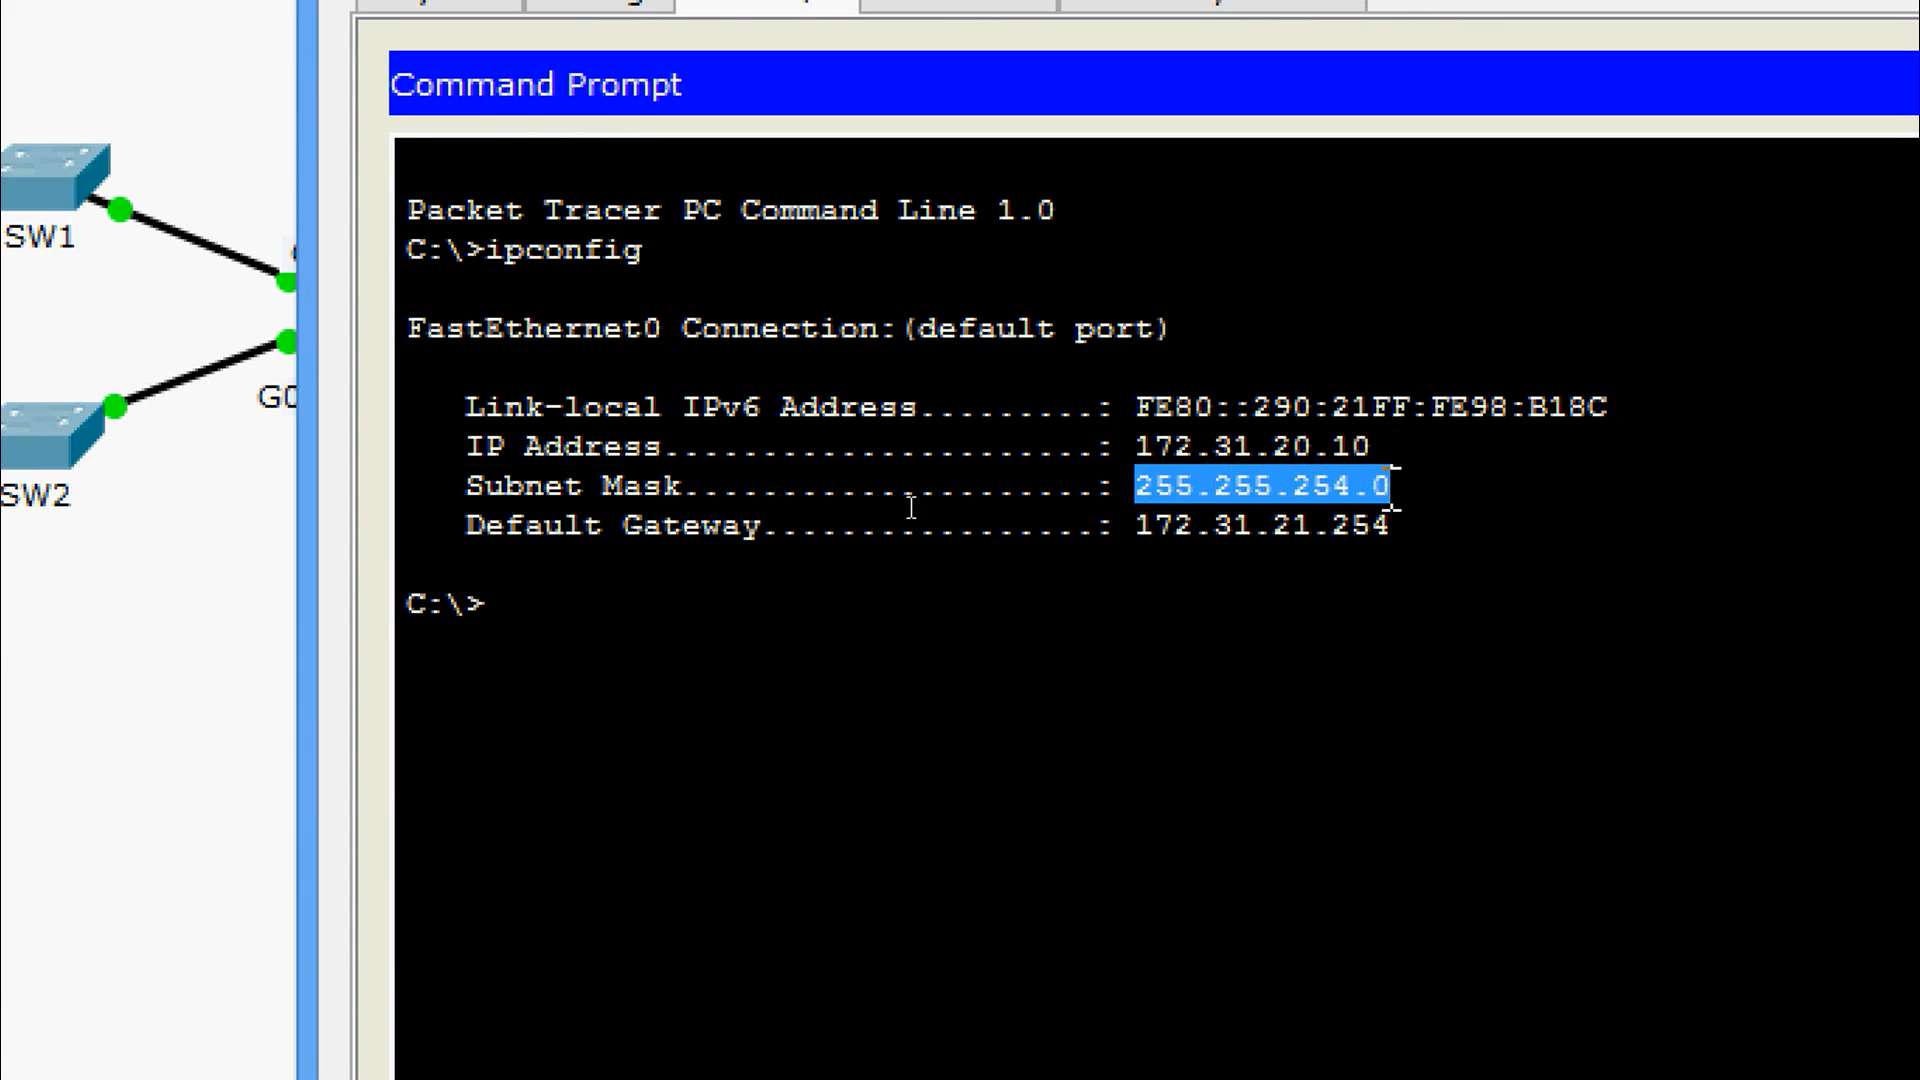 Command Prompt
SW1
SW2
G0
Packet Tracer PC Command Line 1.0
C:\>ipconfig
FastEthernet0 Connection:(default port)
Link-local IPv6 Address.........: FE80::290:21FF:FE98:B18C
IP Address......................: 172.31.20.10
Subnet Mask.....................: 255.255.254.0
Default Gateway.................: 172.31.21.254
C:\>